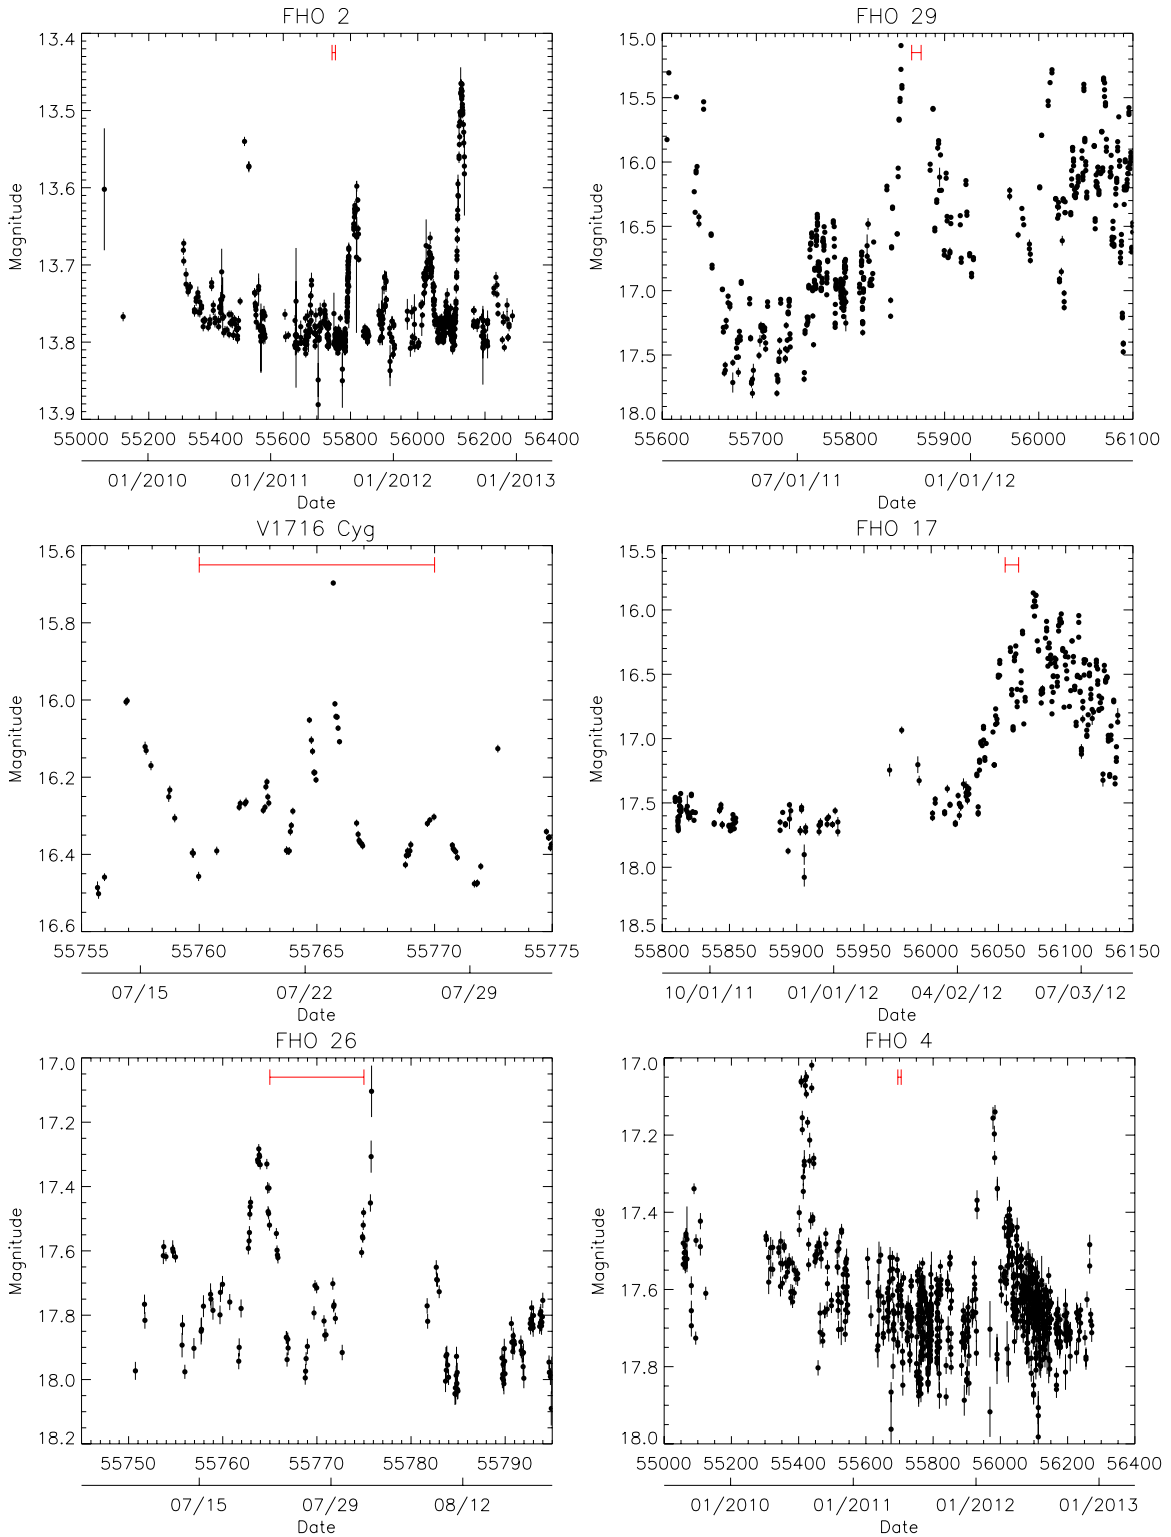 FHO 2
13.4
13.5
13.6
13.7
13.8
13.9
Magnitude
55000 55200 55400 55600 55800 56000 56200 56400
01/2010 01/2011 01/2012 01/2013
Date
FHO 29
15.0
15.5
16.0
16.5
17.0
17.5
18.0
Magnitude
55600 55700 55800 55900 56000 56100
07/01/11 01/01/12
Date
V1716 Cyg
15.6
15.8
16.0
16.2
16.4
16.6
Magnitude
55755 55760 55765 55770 55775
07/15 07/22 07/29
Date
FHO 17
15.5
16.0
16.5
17.0
17.5
18.0
18.5
Magnitude
55810 55850 55900 55950 56000 56050 56100 56150
10/01/11 01/01/12 04/02/12 07/03/12
Date
FHO 26
17.0
17.2
17.4
17.6
17.8
18.0
18.2
Magnitude
55750 55760 55770 55780 55790
07/15 07/29 08/12
Date
FHO 4
17.0
17.2
17.4
17.6
17.8
18.0
Magnitude
55000 55200 55400 55600 55800 56000 56200 56400
01/2010 01/2011 01/2012 01/2013
Date